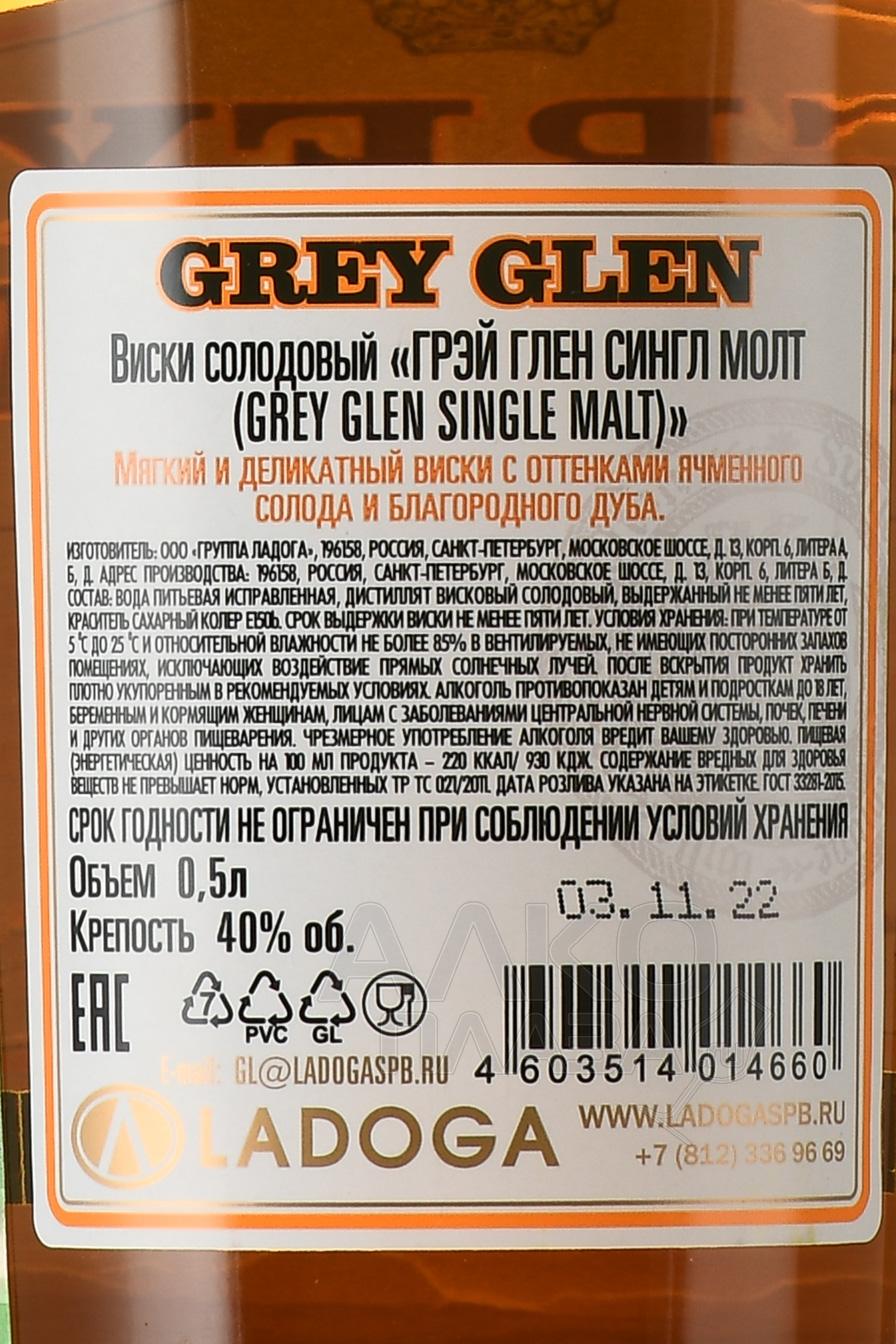 GREY GLEN
Виски солодовый «ГРЭЙ ГЛЕН СИНГЛ МОЛТ
(GREY GLEN SINGLE MALT)»
Мягкий и деликатный виски с оттенками ячменного
солода и благородного дуба.
ИЗГОТОВИТЕЛЬ: ООО «ГРУППА ЛАДОГА», 196158, РОССИЯ, САНКТ-ПЕТЕРБУРГ, МОСКОВСКОЕ ШОССЕ, Д. 13, КОРП. 6, ЛИТЕРА А,
Б, Д. АДРЕС ПРОИЗВОДСТВА: 196158, РОССИЯ, САНКТ-ПЕТЕРБУРГ, МОСКОВСКОЕ ШОССЕ, Д. 13, КОРП. 6, ЛИТЕРА Б, Д.
СОСТАВ: ВОДА ПИТЬЕВАЯ ИСПРАВЛЕННАЯ, ДИСТИЛЛЯТ ВИСКОВЫЙ СОЛОДОВЫЙ, ВЫДЕРЖАННЫЙ НЕ МЕНЕЕ ПЯТИ ЛЕТ,
КРАСИТЕЛЬ САХАРНЫЙ КОЛЕР Е150b. СРОК ВЫДЕРЖКИ ВИСКИ НЕ МЕНЕЕ ПЯТИ ЛЕТ. УСЛОВИЯ ХРАНЕНИЯ: ПРИ ТЕМПЕРАТУРЕ ОТ
5 °С ДО 25 °С И ОТНОСИТЕЛЬНОЙ ВЛАЖНОСТИ НЕ БОЛЕЕ 85% В ВЕНТИЛИРУЕМЫХ, НЕ ИМЕЮЩИХ ПОСТОРОННИХ ЗАПАХОВ
ПОМЕЩЕНИЯХ, ИСКЛЮЧАЮЩИХ ВОЗДЕЙСТВИЕ ПРЯМЫХ СОЛНЕЧНЫХ ЛУЧЕЙ. ПОСЛЕ ВСКРЫТИЯ ПРОДУКТ ХРАНИТЬ
ПЛОТНО УКУПОРЕННЫМ В РЕКОМЕНДУЕМЫХ УСЛОВИЯХ. АЛКОГОЛЬ ПРОТИВОПОКАЗАН ДЕТЯМ И ПОДРОСТКАМ ДО 18 ЛЕТ,
БЕРЕМЕННЫМ И КОРМЯЩИМ ЖЕНЩИНАМ, ЛИЦАМ С ЗАБОЛЕВАНИЯМИ ЦЕНТРАЛЬНОЙ НЕРВНОЙ СИСТЕМЫ, ПОЧЕК, ПЕЧЕНИ
И ДРУГИХ ОРГАНОВ ПИЩЕВАРЕНИЯ. ЧРЕЗМЕРНОЕ УПОТРЕБЛЕНИЕ АЛКОГОЛЯ ВРЕДИТ ВАШЕМУ ЗДОРОВЬЮ. ПИЩЕВАЯ
(ЭНЕРГЕТИЧЕСКАЯ) ЦЕННОСТЬ НА 100 МЛ ПРОДУКТА – 220 ККАЛ/ 930 КДЖ. СОДЕРЖАНИЕ ВРЕДНЫХ ДЛЯ ЗДОРОВЬЯ
ВЕЩЕСТВ НЕ ПРЕВЫШАЕТ НОРМ, УСТАНОВЛЕННЫХ ТР ТС 021/2011. ДАТА РОЗЛИВА УКАЗАНА НА ЭТИКЕТКЕ. ГОСТ 33281-2015.
СРОК ГОДНОСТИ НЕ ОГРАНИЧЕН ПРИ СОБЛЮДЕНИИ УСЛОВИЙ ХРАНЕНИЯ
Объем 0,5л
03.11.22
Крепость 40% об.
ЕАС
7
PVC
GL
E-mail: GL@LADOGASPB.RU
4 603514 014660
LADOGA
WWW.LADOGASPB.RU
+7 (812) 336 96 69